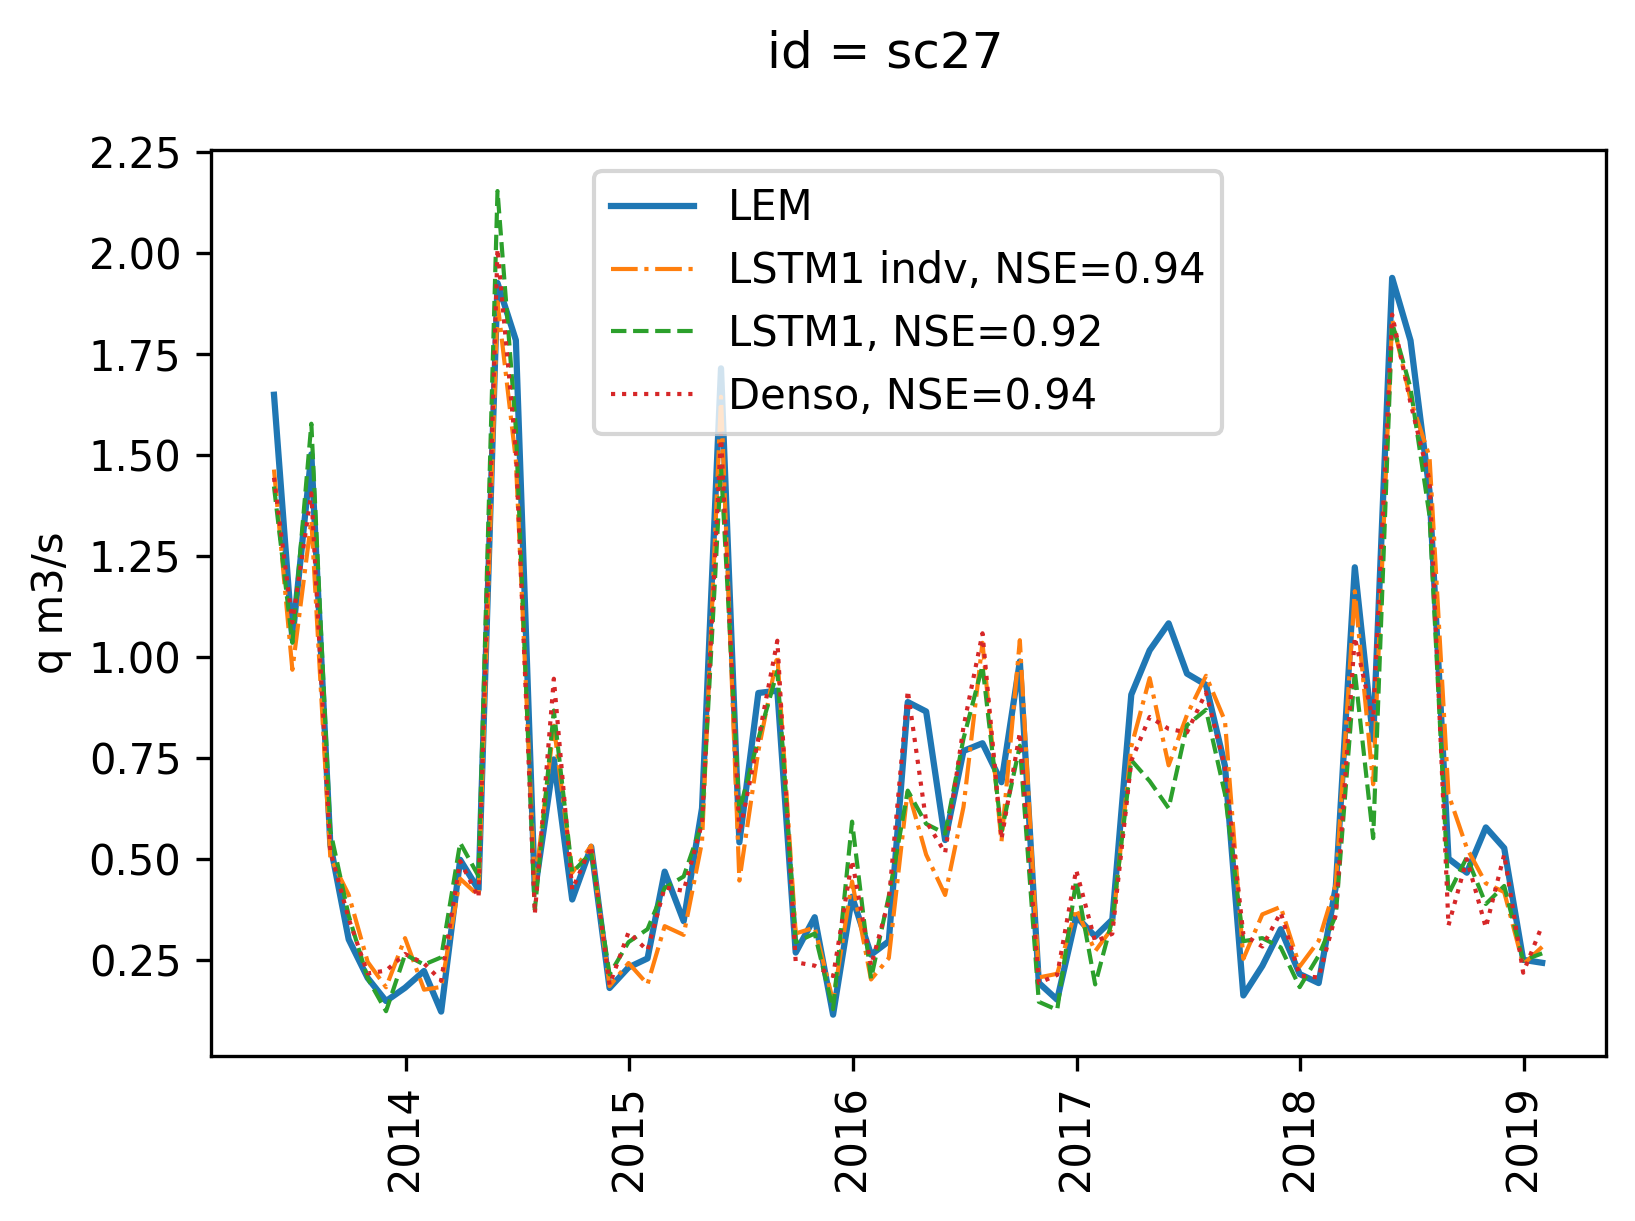 id = sc27
2.25
2.00
1.75
1.50
1.25
1.00
0.75
0.50
0.25
q m3/s
LEM
LSTM1 indv, NSE=0.94
LSTM1, NSE=0.92
Denso, NSE=0.94
2014
2015
2016
2017
2018
2019